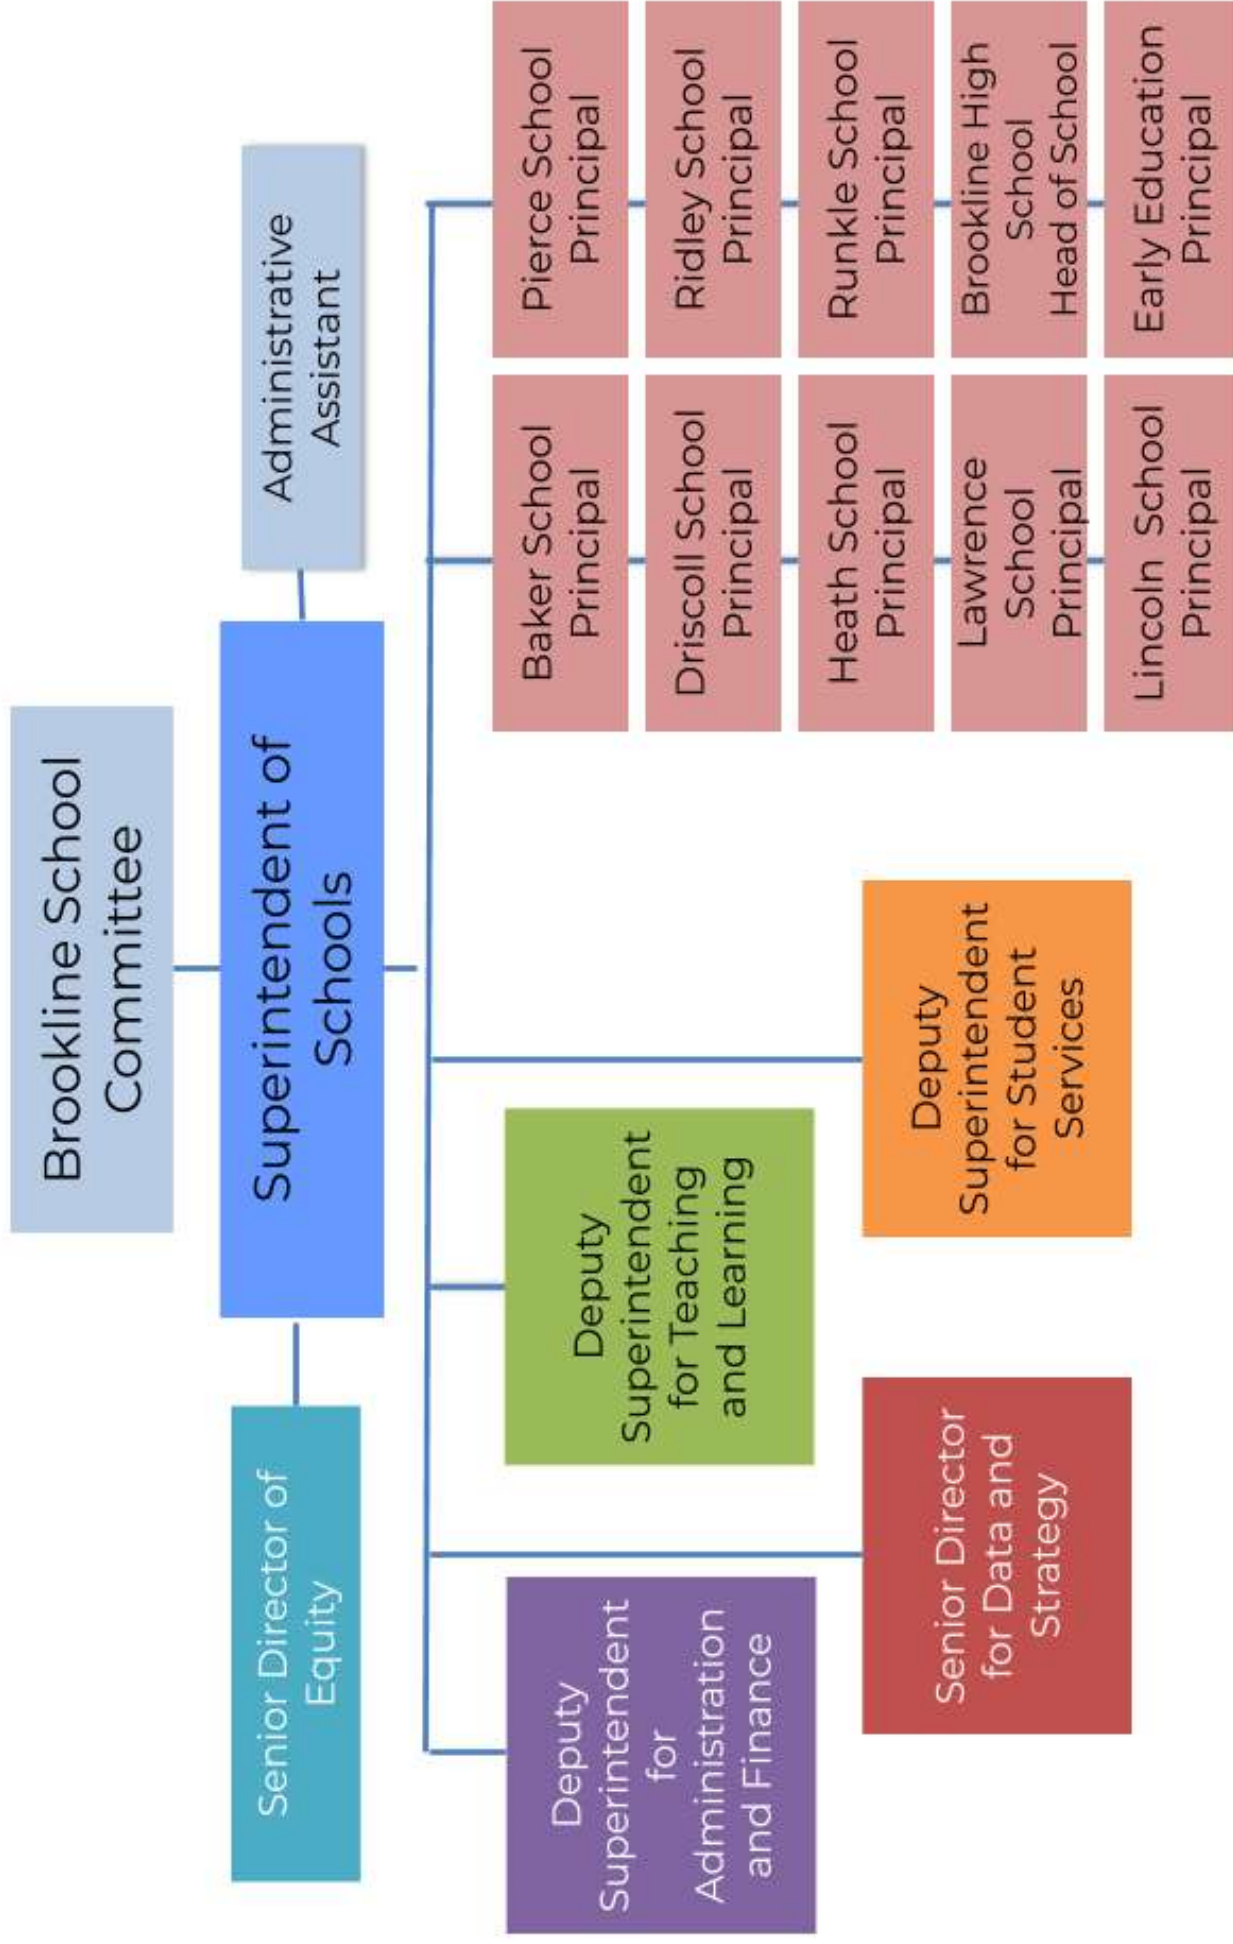 Brookline School
Committee
Senior Director of
Equity
Superintendent of
Schools
Administrative
Assistant
Deputy
Superintendent
for
Administration
and Finance
Senior Director
for Data and
Strategy
Deputy
Superintendent
for Teaching
and Learning
Deputy
Superintendent
for Student
Services
Baker School
Principal
Driscoll School
Principal
Heath School
Principal
Lawrence
School
Principal
Lincoln School
Principal
Pierce School
Principal
Ridley School
Principal
Runkle School
Principal
Brookline High
School
Head of School
Early Education
Principal